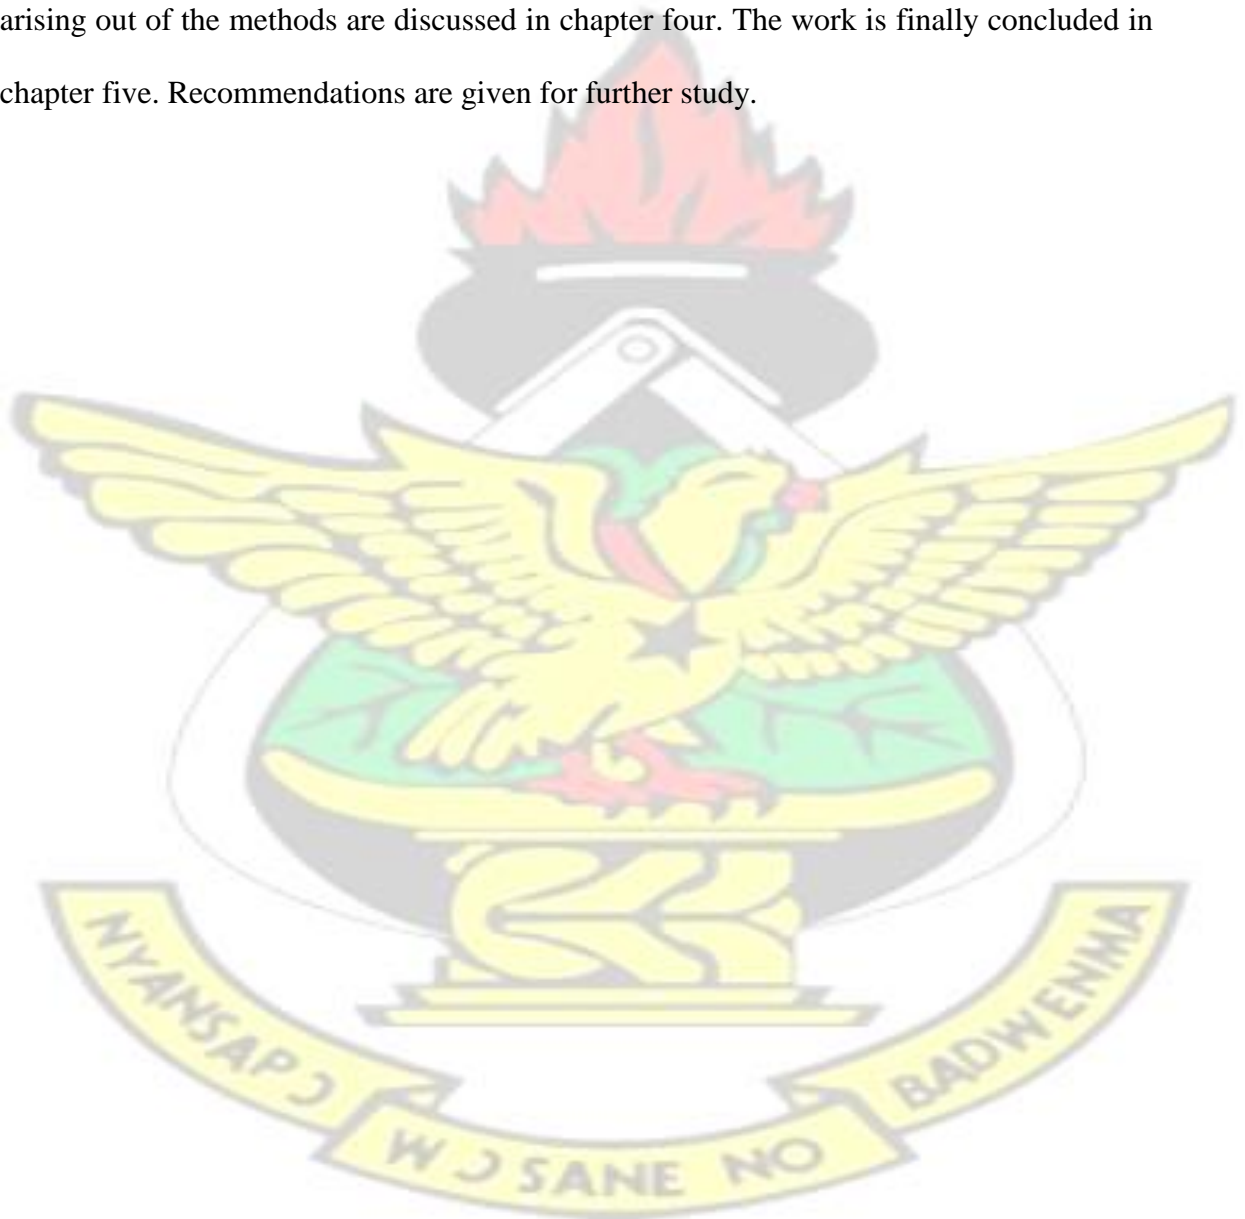 arising out of the methods are discussed in chapter four. The work is finally concluded in
chapter five. Recommendations are given for further study.
NYANSAPƆ
WƆSANE NO
BADWENMA